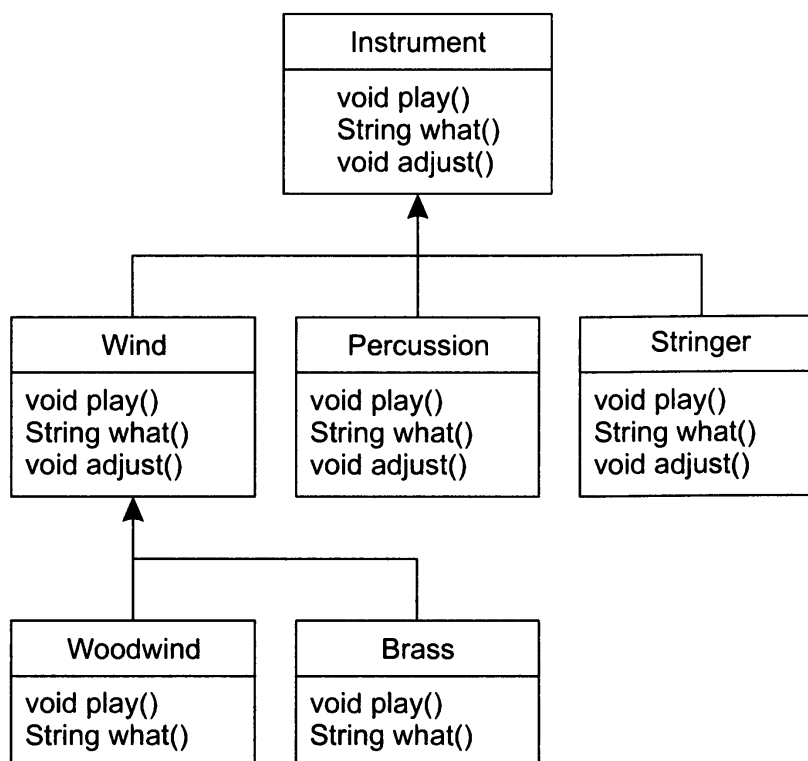 Instrument
void play()
String what()
void adjust()
Wind
void play()
String what()
void adjust()
Percussion
void play()
String what()
void adjust()
Stringer
void play()
String what()
void adjust()
Woodwind
void play()
String what()
Brass
void play()
String what()